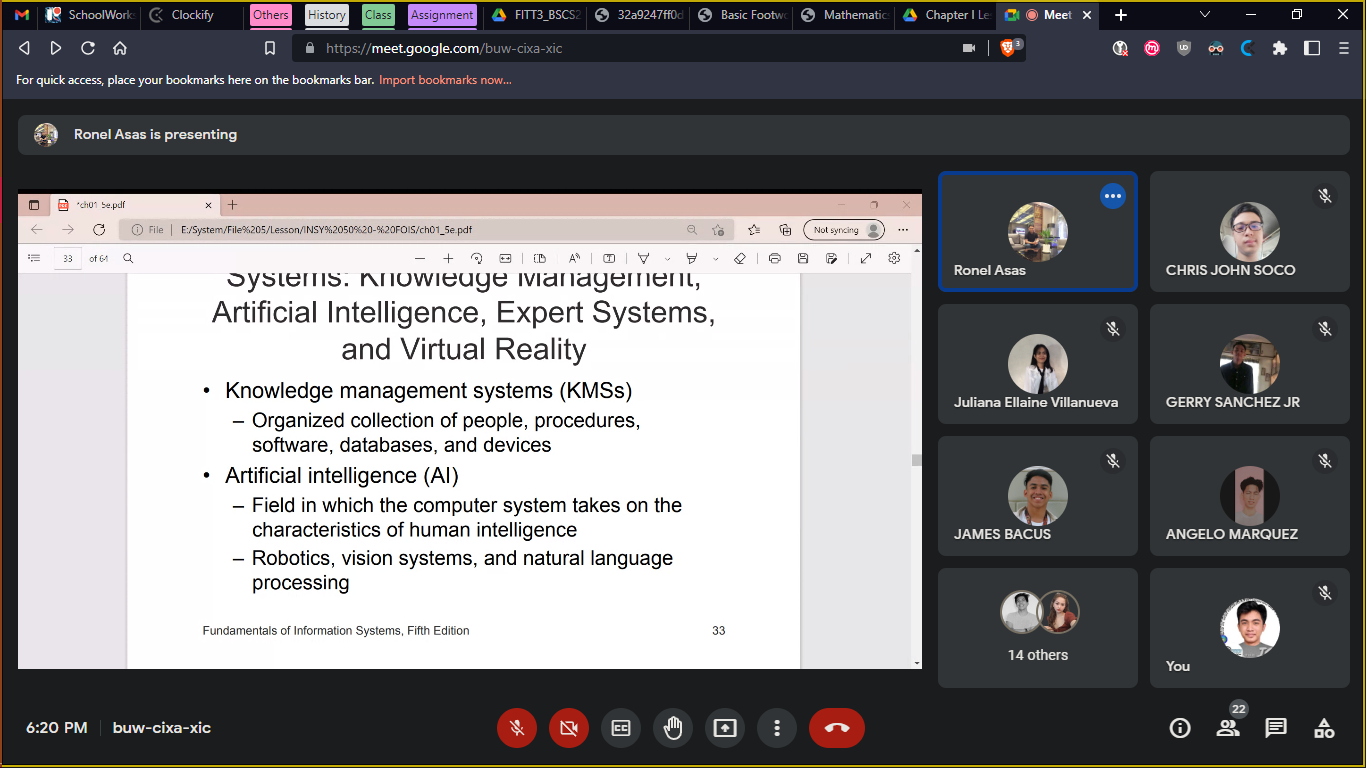 SchoolWork
Clockify
Others
History
Class
Assignment
FITT3_BSCS2
32a9247ff0d
Basic Footwo
Mathematic
Chapter I Le
Meet
https://meet.google.com/buw-cixa-xic
3
For quick access, place your bookmarks here on the bookmarks bar. Import bookmarks now...
Ronel Asas is presenting
*ch01_5e.pdf
File
E:/System/File%205/Lesson/INSY%2050%20-%20FOIS/ch01_5e.pdf
Not syncing
33 of 64
Systems: Knowledge Management,
Artificial Intelligence, Expert Systems,
and Virtual Reality
• Knowledge management systems (KMSs)
– Organized collection of people, procedures,
software, databases, and devices
• Artificial intelligence (AI)
– Field in which the computer system takes on the
characteristics of human intelligence
– Robotics, vision systems, and natural language
processing
Fundamentals of Information Systems, Fifth Edition 33
Ronel Asas
CHRIS JOHN SOCO
Juliana Ellaine Villanueva
GERRY SANCHEZ JR
JAMES BACUS
ANGELO MARQUEZ
14 others
You
6:20 PM buw-cixa-xic
22